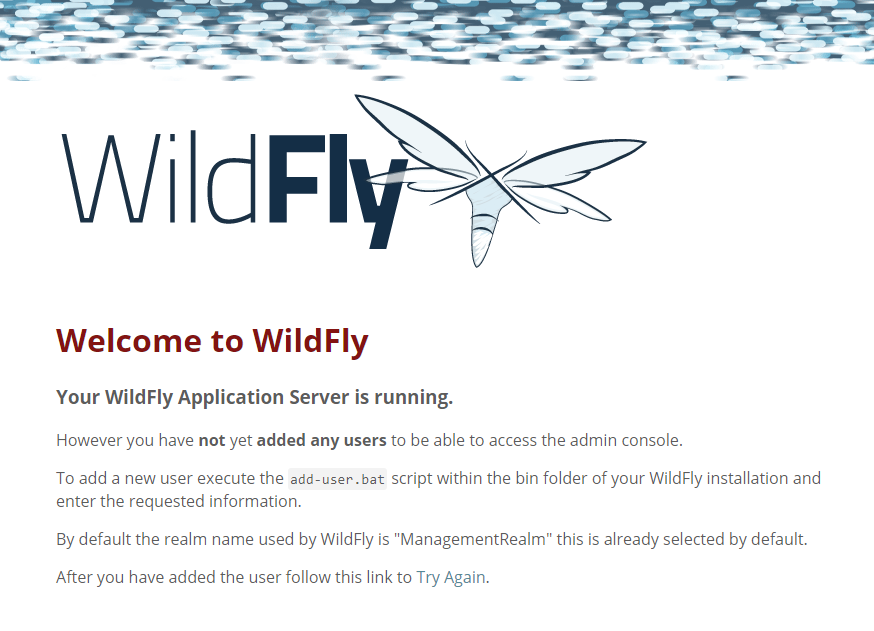 WildFly
Welcome to WildFly
Your WildFly Application Server is running.
However you have not yet added any users to be able to access the admin console.
To add a new user execute the add-user.bat script within the bin folder of your WildFly installation and
enter the requested information.
By default the realm name used by WildFly is "ManagementRealm" this is already selected by default.
After you have added the user follow this link to Try Again.